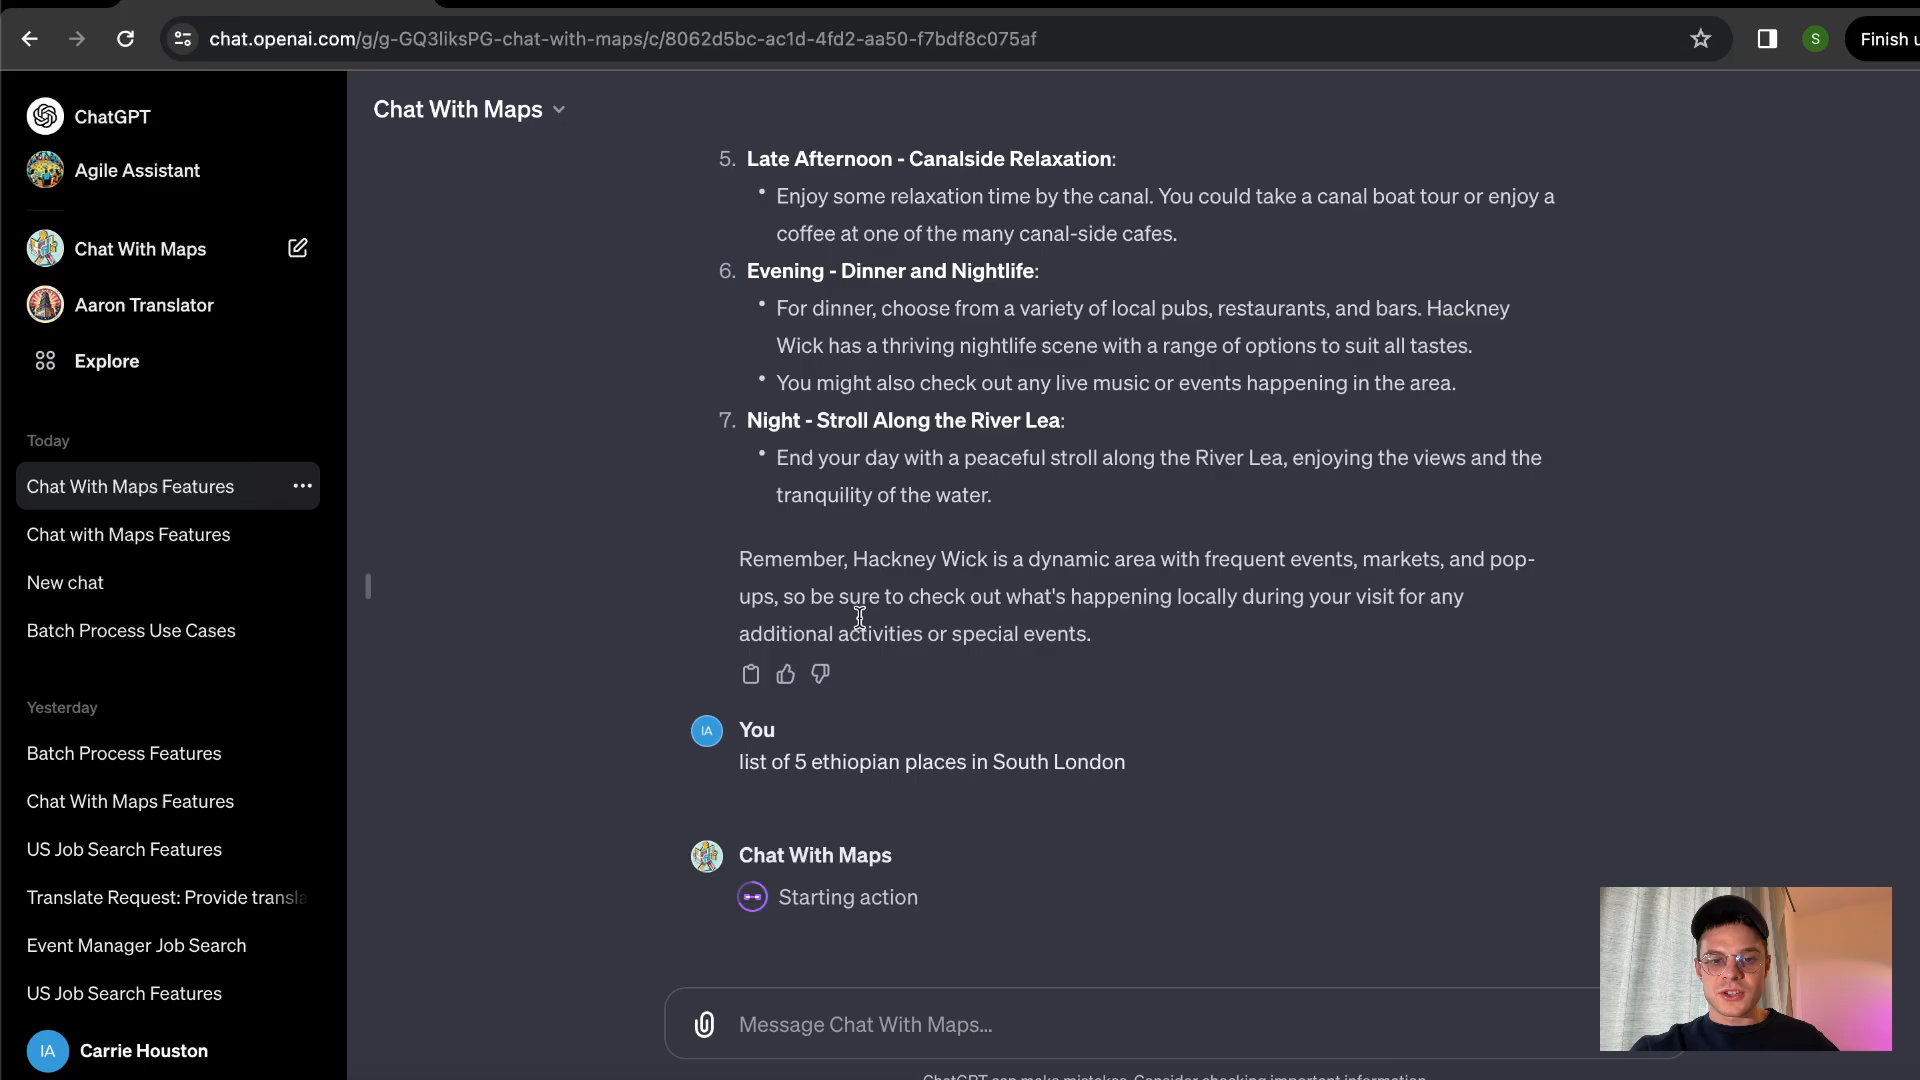 chat.openai.com/g/g-GQ3liksPG-chat-with-maps/c/8062d5bc-ac1d-4fd2-aa50-f7bdf8c075af
S
Finish u
ChatGPT
Agile Assistant
Chat With Maps
Aaron Translator
Explore
Today
Chat With Maps Features
Chat with Maps Features
New chat
Batch Process Use Cases
Yesterday
Batch Process Features
Chat With Maps Features
US Job Search Features
Translate Request: Provide transla
Event Manager Job Search
US Job Search Features
IA
Carrie Houston
Chat With Maps
5. Late Afternoon - Canalside Relaxation:
• Enjoy some relaxation time by the canal. You could take a canal boat tour or enjoy a
coffee at one of the many canal-side cafes.
6. Evening - Dinner and Nightlife:
• For dinner, choose from a variety of local pubs, restaurants, and bars. Hackney
Wick has a thriving nightlife scene with a range of options to suit all tastes.
• You might also check out any live music or events happening in the area.
7. Night - Stroll Along the River Lea:
• End your day with a peaceful stroll along the River Lea, enjoying the views and the
tranquility of the water.
Remember, Hackney Wick is a dynamic area with frequent events, markets, and pop-
ups, so be sure to check out what's happening locally during your visit for any
additional activities or special events.
IA
You
list of 5 ethiopian places in South London
Chat With Maps
Starting action
Message Chat With Maps...
ChatGPT can make mistakes. Consider checking important information.